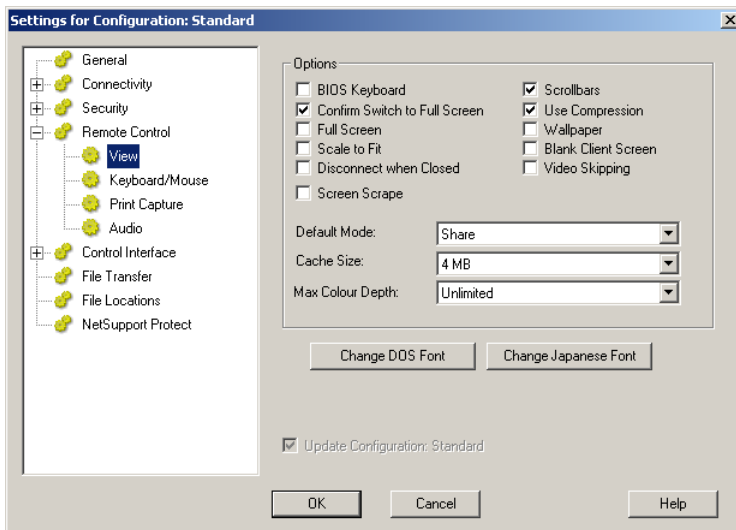 Settings for Configuration: Standard
General
Connectivity
Security
Remote Control
View
Keyboard/Mouse
Print Capture
Audio
Control Interface
File Transfer
File Locations
NetSupport Protect
Options
BIOS Keyboard
Scrollbars
Confirm Switch to Full Screen
Use Compression
Full Screen
Wallpaper
Scale to Fit
Blank Client Screen
Disconnect when Closed
Video Skipping
Screen Scrape
Default Mode: Share
Cache Size: 4 MB
Max Colour Depth: Unlimited
Change DOS Font
Change Japanese Font
Update Configuration: Standard
OK
Cancel
Help